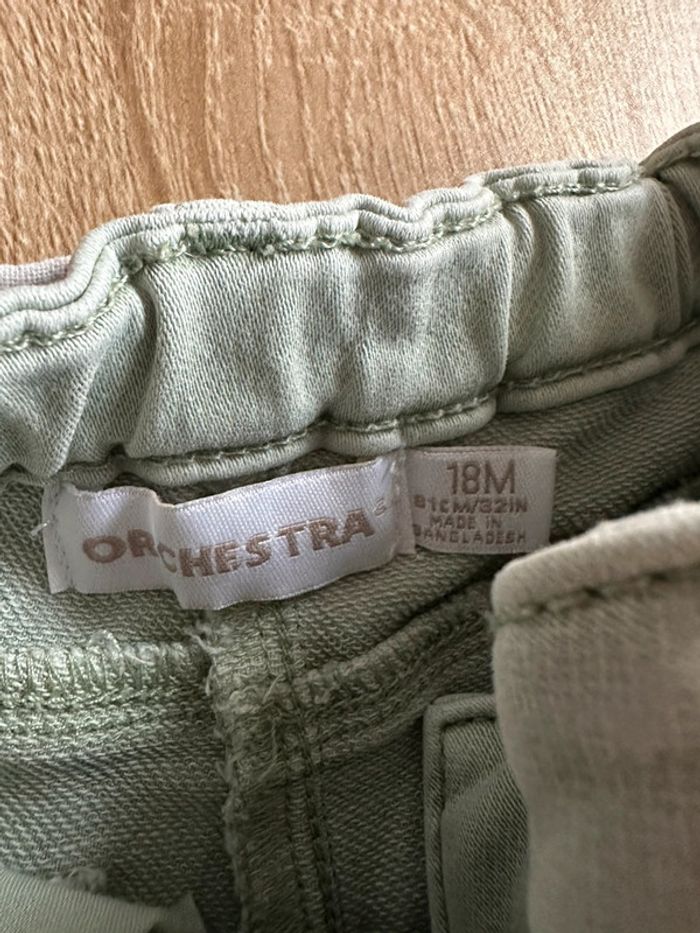 ORCHESTRA
18M
81CM/32IN
MADE IN
BANGLADESH